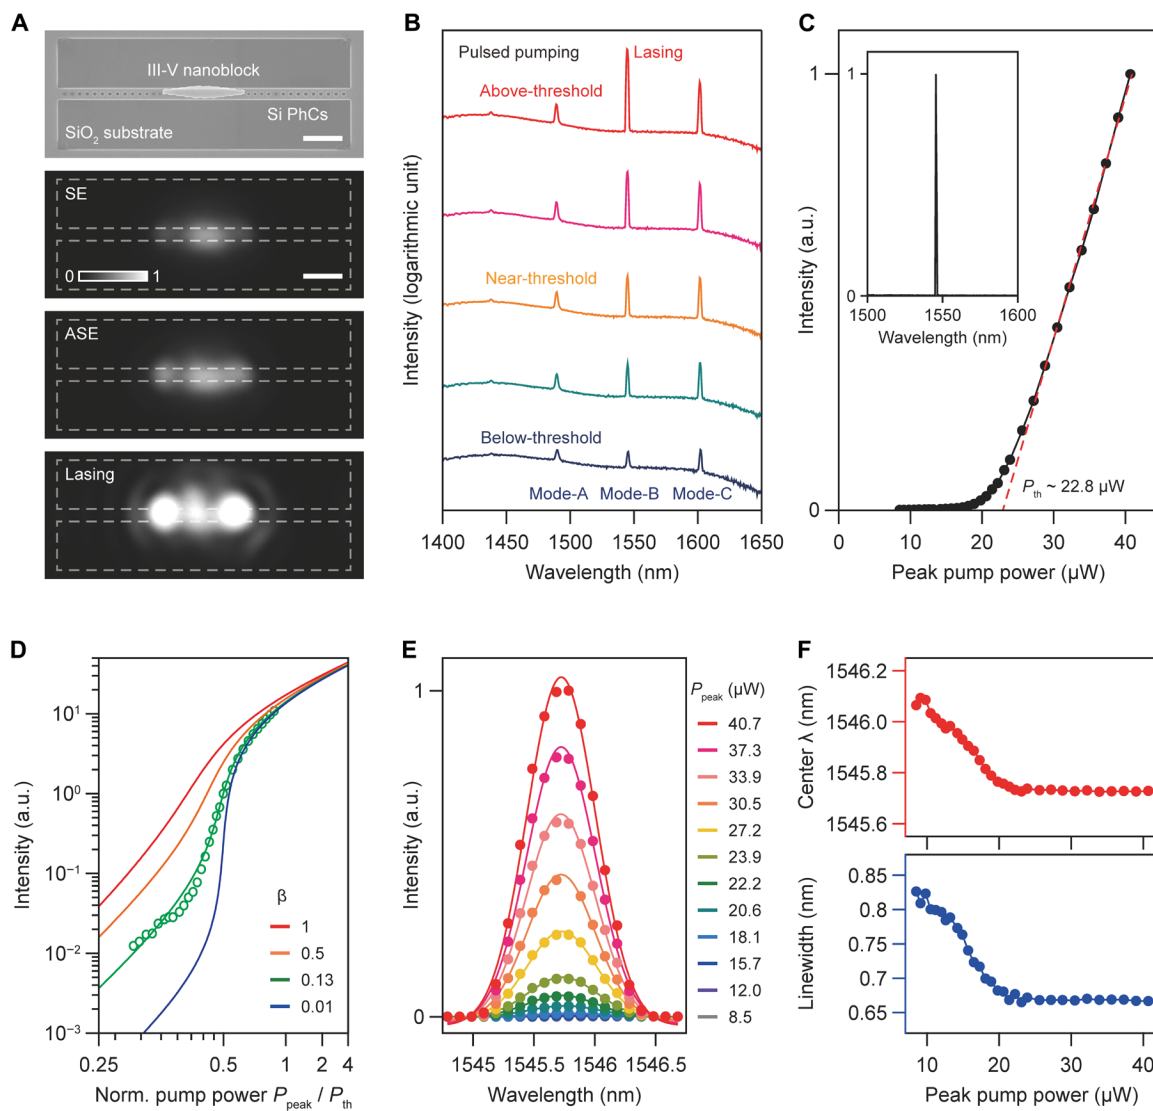 A
III-V nanoblock
Si PhCs
SiO₂ substrate
SE
0 1
ASE
Lasing
B
Pulsed pumping
Lasing
Above-threshold
Near-threshold
Below-threshold
Mode-A Mode-B Mode-C
Intensity (logarithmic unit)
1400 1450 1500 1550 1600 1650
Wavelength (nm)
C
1
0
Intensity (a.u.)
1
0
1500 1550 1600
Wavelength (nm)
Pth ~ 22.8 µW
0 10 20 30 40
Peak pump power (µW)
D
Intensity (a.u.)
10¹
10⁰
10⁻¹
10⁻²
10⁻³
β
1
0.5
0.13
0.01
0.25 0.5 1 2 4
Norm. pump power Ppeak / Pth
E
Intensity (a.u.)
1
0
1545 1545.5 1546 1546.5
Wavelength (nm)
Ppeak (µW)
40.7
37.3
33.9
30.5
27.2
23.9
22.2
20.6
18.1
15.7
12.0
8.5
F
Center λ (nm)
1546.2
1546.0
1545.8
1545.6
Linewidth (nm)
0.85
0.8
0.75
0.7
0.65
10 20 30 40
Peak pump power (µW)